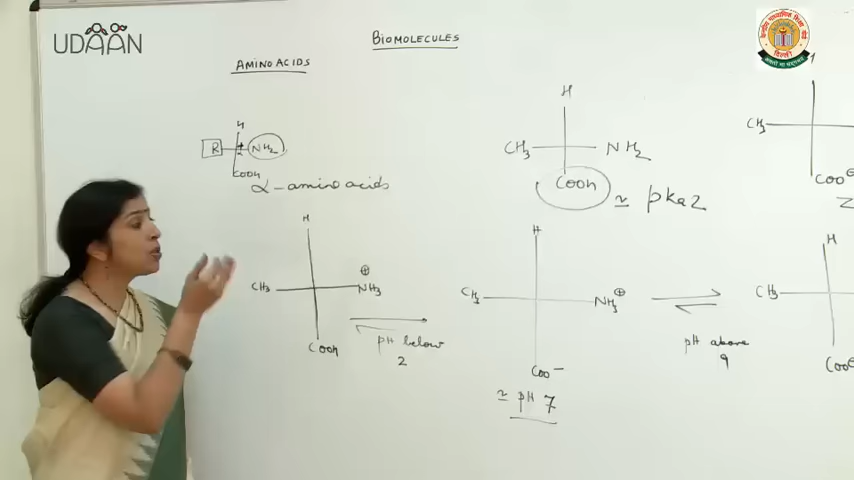 UDAAN
BIOMOLECULES
AMINO ACIDS
H
R NH2
COOH
α-amino acids
H
CH3 NH2
COOH ≃ pka2
H
CH3
COO⊖
H
⊕
CH3 NH3
COOH
pH below
2
H
CH3 NH3⊕
COO−
≃ pH 7
pH above
9
H
CH3
COO⊖